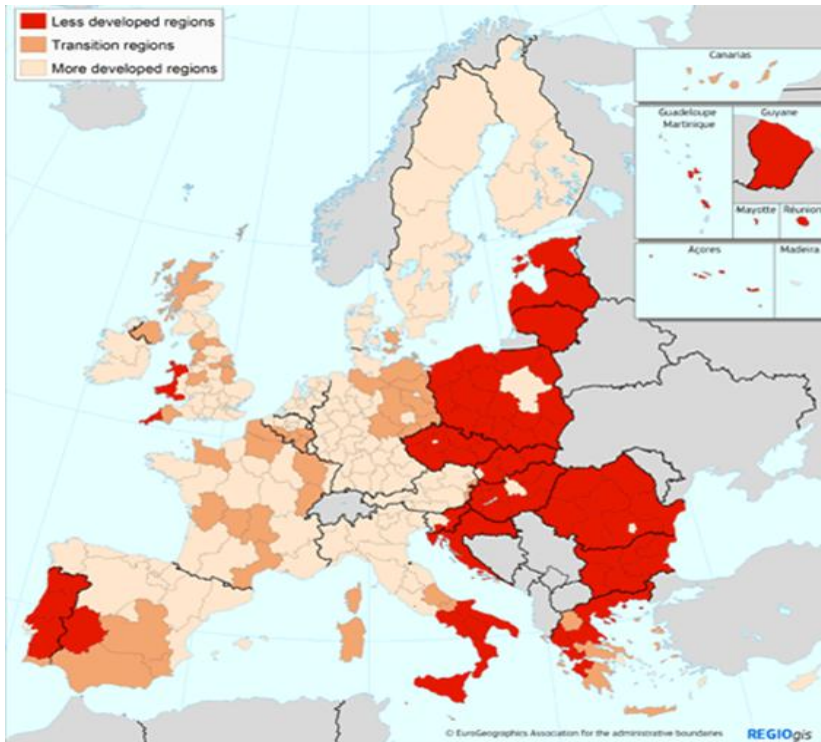 Less developed regions
Transition regions
More developed regions
Canarias
Guadeloupe
Martinique
Guyane
Mayotte
Réunion
Açores
Madeira
© EuroGeographics Association for the administrative boundaries
REGIOgis